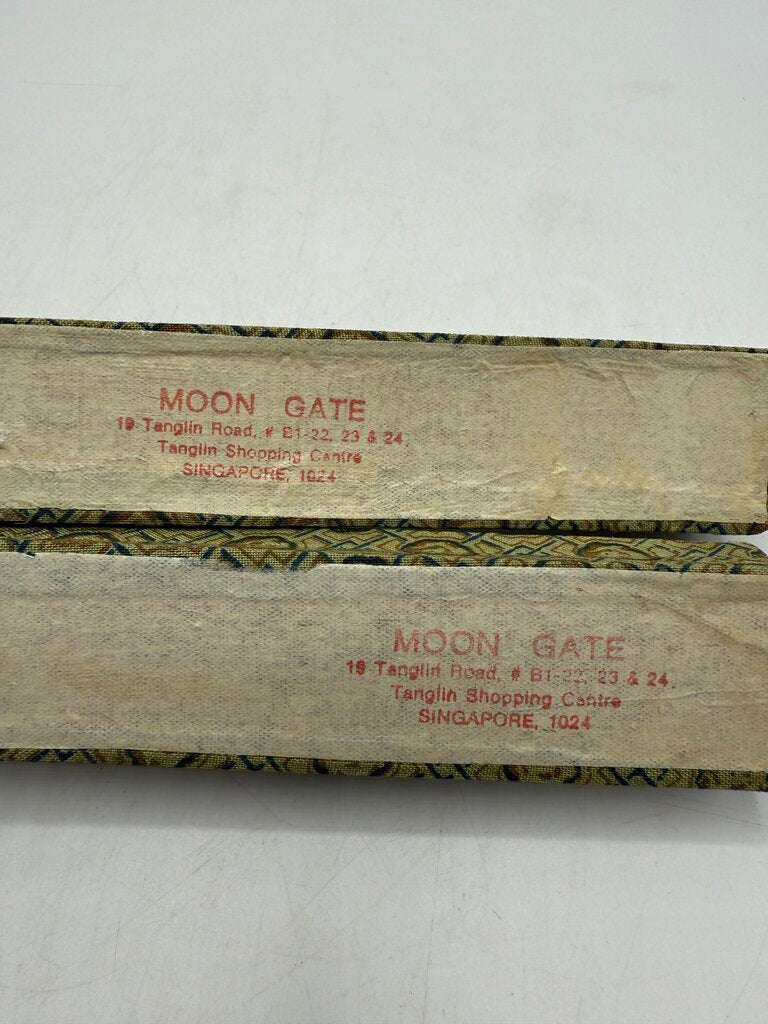 MOON GATE
19 Tanglin Road, # B1-22, 23 & 24.
Tanglin Shopping Centre
SINGAPORE, 1024
MOON GATE
19 Tanglin Road, # B1-22, 23 & 24.
Tanglin Shopping Centre
SINGAPORE, 1024